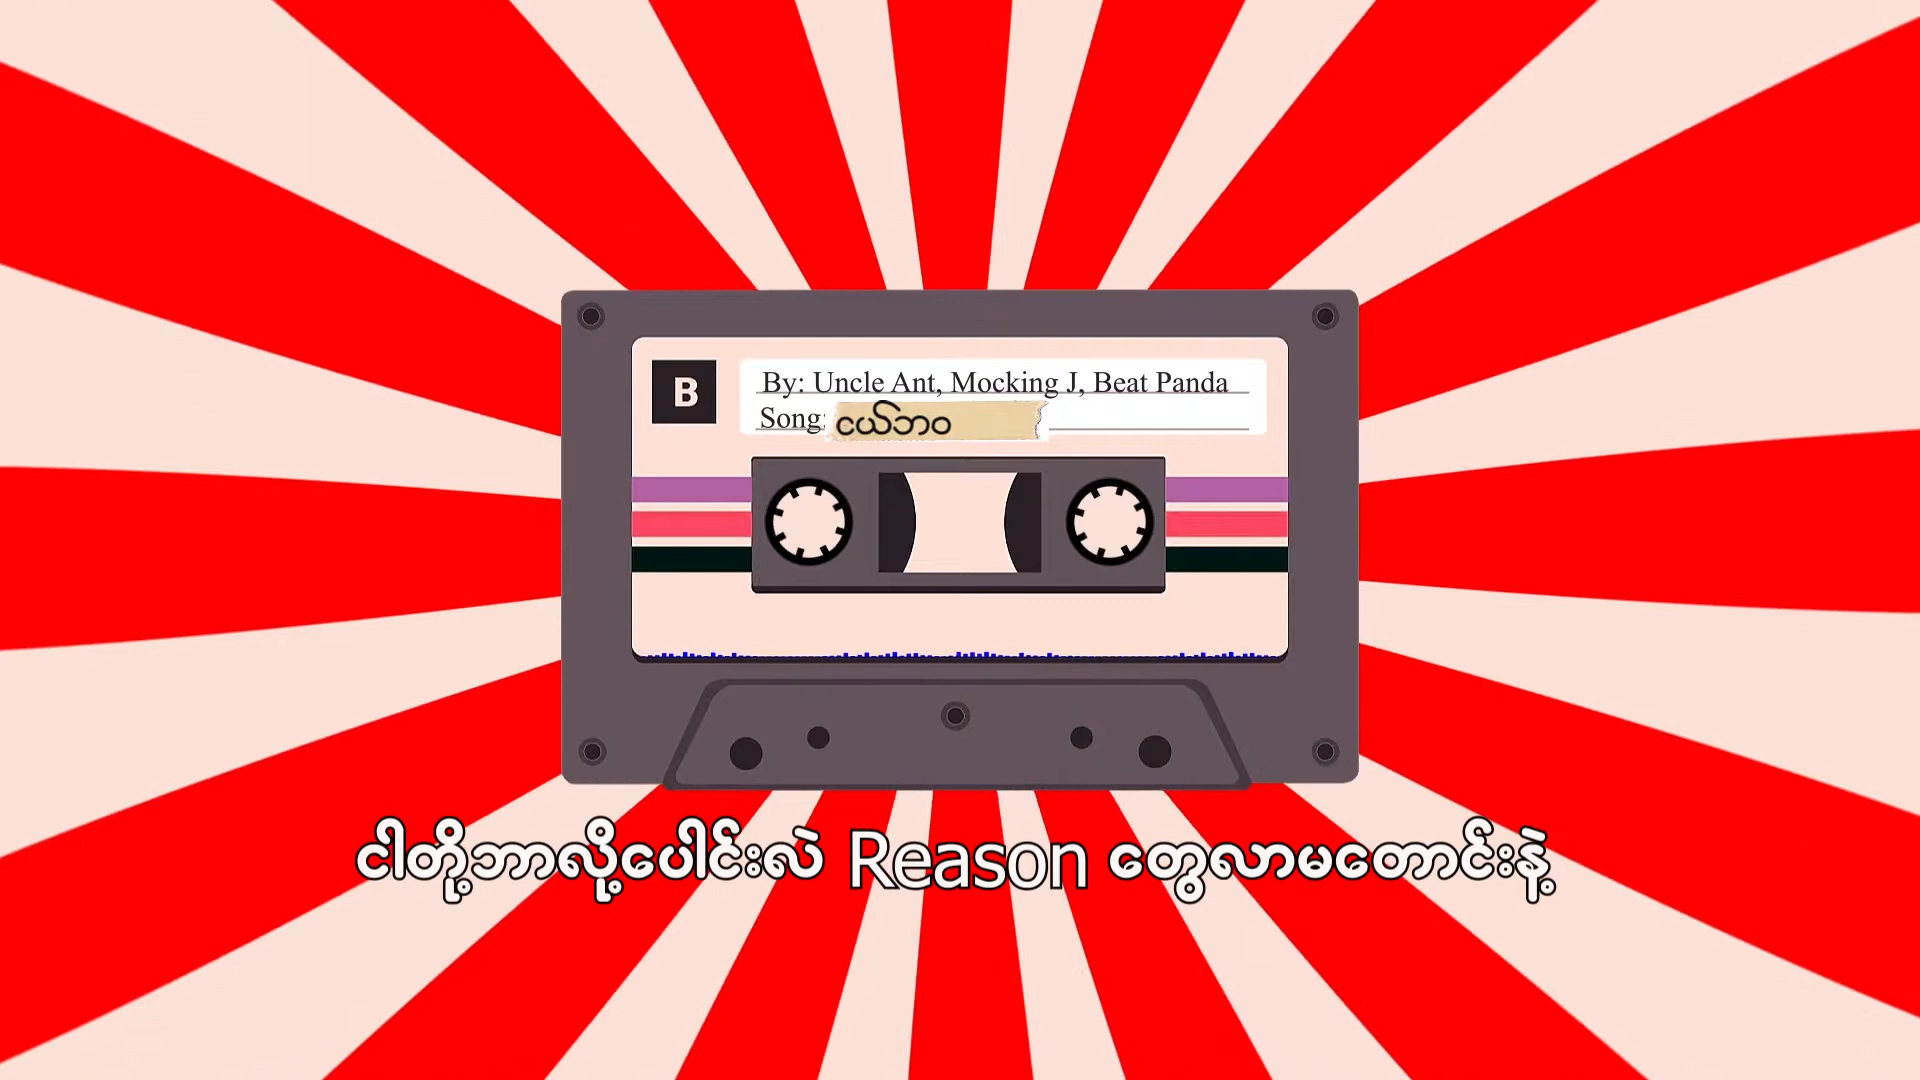 B
By: Uncle Ant, Mocking J, Beat Panda
Song: ငယ်ဘဝ
ငါတို့ဘာလို့ပေါင်းလဲ Reason တွေလာမတောင်းနဲ့